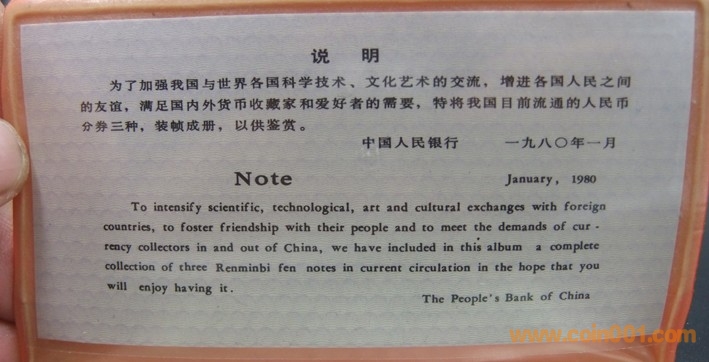 说 明
为了加强我国与世界各国科学技术、文化艺术的交流，增进各国人民之间
的友谊，满足国内外货币收藏家和爱好者的需要，特将我国目前流通的人民币
分券三种，装帧成册，以供鉴赏。
中国人民银行 一九八〇年一月
Note January, 1980
To intensify scientific, technological, art and cultural exchanges with foreign
countries, to foster friendship with their people and to meet the demands of cur-
rency collectors in and out of China, we have included in this album a complete
collection of three Renminbi fen notes in current circulation in the hope that you
will enjoy having it.
The People's Bank of China
www.coin001.com